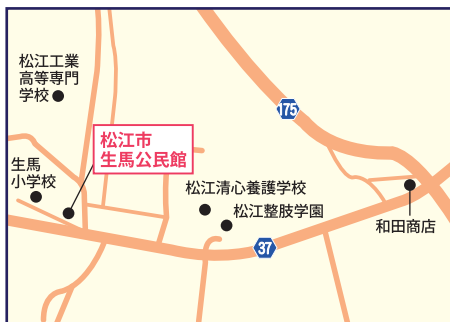 松江工業
高等専門
学校
175
松江市
生馬公民館
生馬
小学校
松江清心養護学校
松江整肢学園
和田商店
37